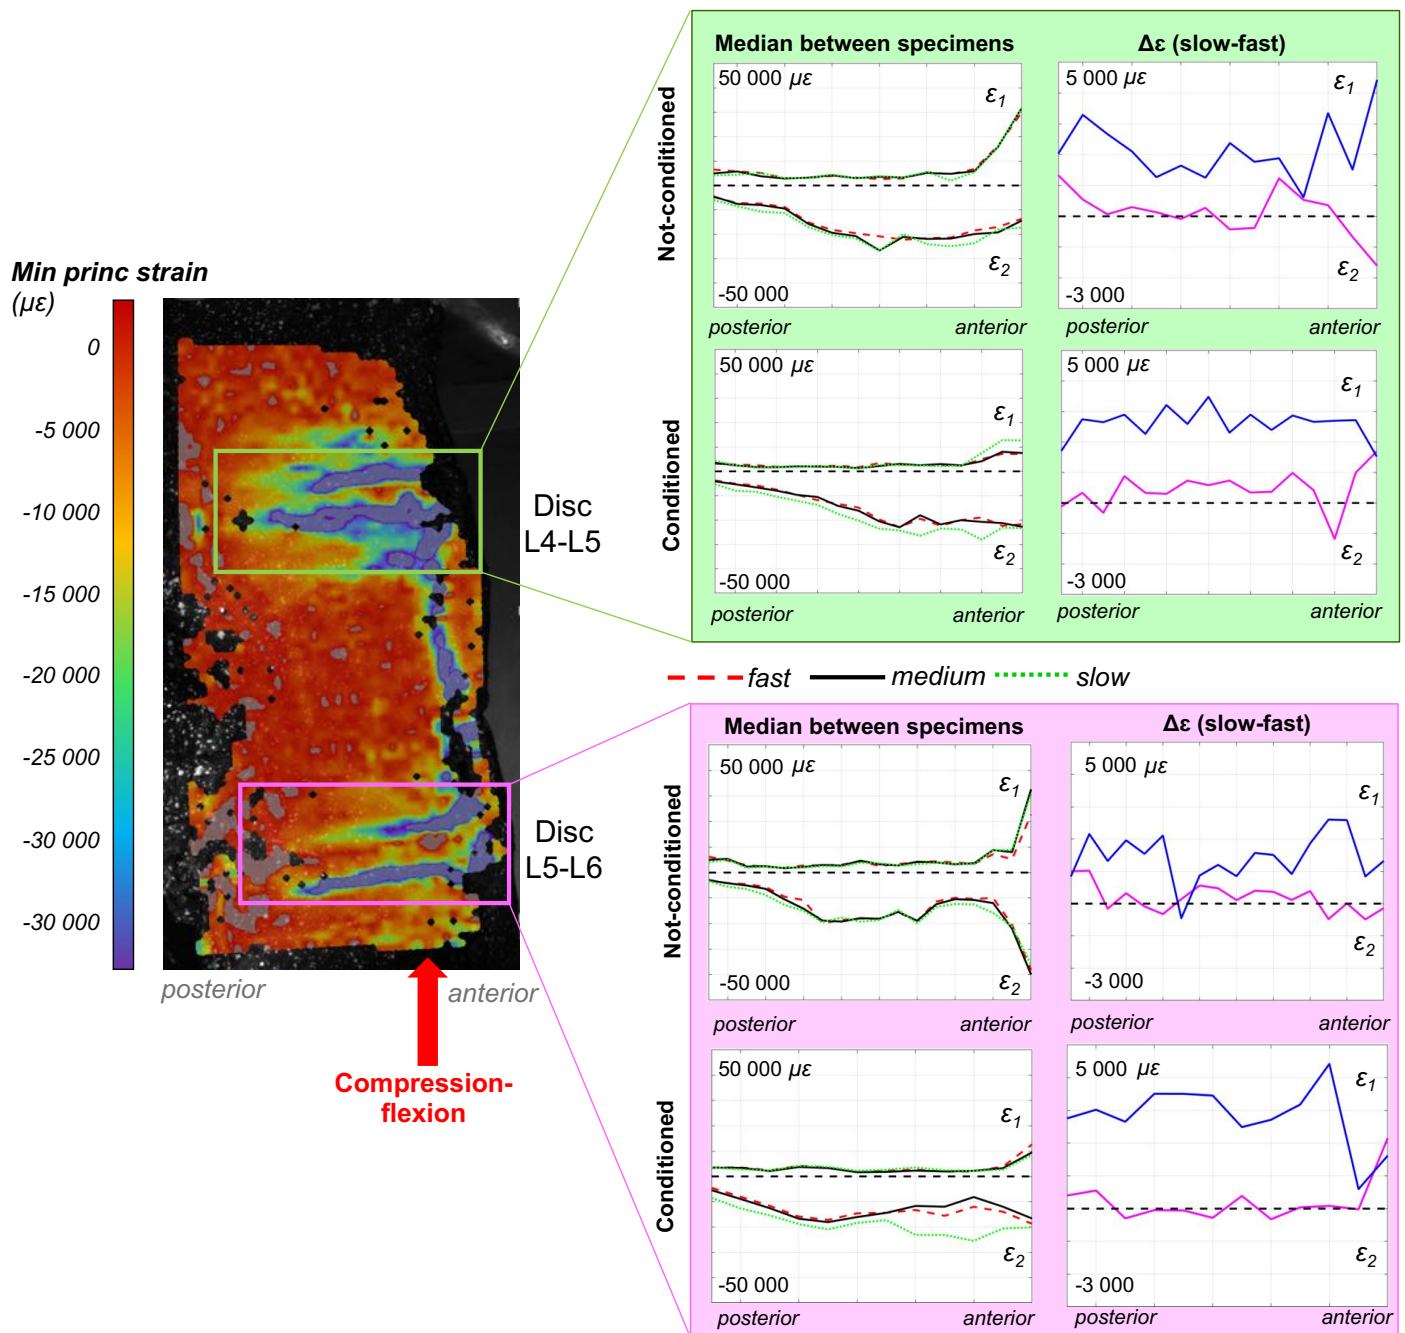 Min princ strain
(με)
0
-5 000
-10 000
-15 000
-20 000
-25 000
-30 000
-30 000
posterior
anterior
Compression-
flexion
Disc
L4-L5
Disc
L5-L6
Median between specimens
Δε (slow-fast)
Not-conditioned
50 000 με
ε1
ε2
-50 000
posterior
anterior
5 000 με
ε1
ε2
-3 000
posterior
anterior
Conditioned
50 000 με
ε1
ε2
-50 000
posterior
anterior
5 000 με
ε1
ε2
-3 000
posterior
anterior
fast medium slow
Median between specimens
Δε (slow-fast)
Not-conditioned
50 000 με
ε1
ε2
-50 000
posterior
anterior
5 000 με
ε1
ε2
-3 000
posterior
anterior
Conditioned
50 000 με
ε1
ε2
-50 000
posterior
anterior
5 000 με
ε1
ε2
-3 000
posterior
anterior